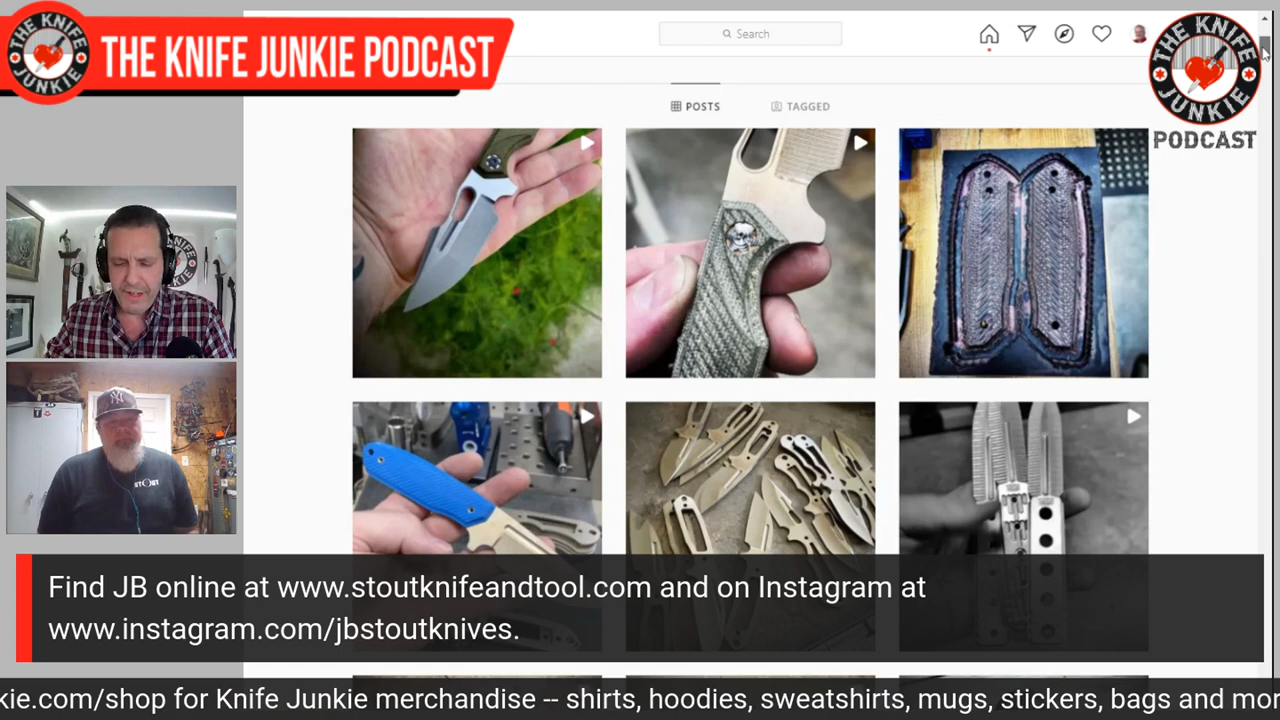 THE KNIFE JUNKIE
THE KNIFE JUNKIE PODCAST
Search
THE KNIFE JUNKIE
PODCAST
POSTS
TAGGED
Find JB online at www.stoutknifeandtool.com and on Instagram at
www.instagram.com/jbstoutknives.
kie.com/shop for Knife Junkie merchandise -- shirts, hoodies, sweatshirts, mugs, stickers, bags and mor